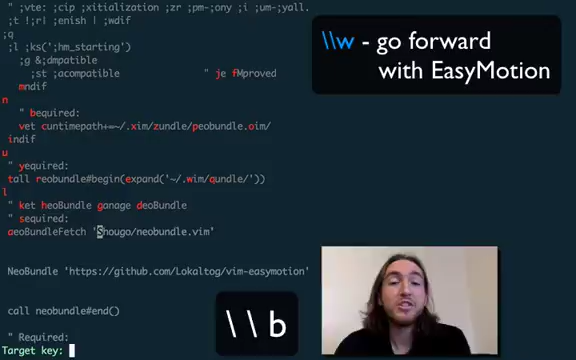 " ;vte: ;cip ;xitialization ;zr ;pm-;ony ;i ;um-;yall.
;t !;r| ;enish | ;wdif
;q
;l ;ks(';hm_starting')
;g &;dmpatible
;st ;acompatible " je fMproved
mndif
n
" bequired:
vet cuntimepath+=~/.xim/zundle/peobundle.oim/
indif
u
" yequired:
tall reobundle#begin(expand('~/.wim/qundle/'))
l
" ket HeoBundle ganage deoBundle
" sequired:
aeoBundleFetch 'Shougo/neobundle.vim'
NeoBundle 'https://github.com/Lokaltog/vim-easymotion'
call neobundle#end()
" Required:
Target key:
\\w - go forward
with EasyMotion
\ \ b